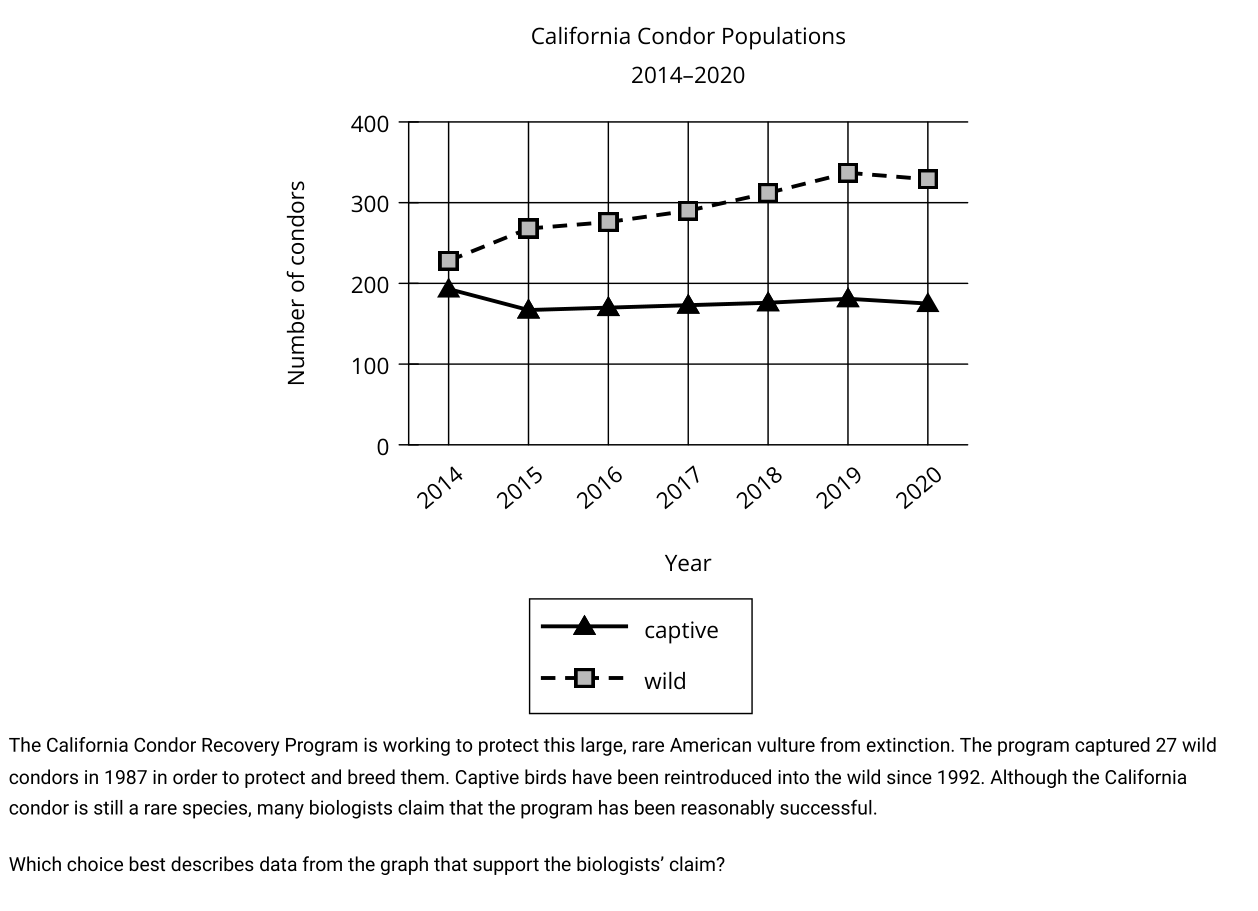 California Condor Populations
2014–2020
Number of condors
400
300
200
100
0
2014
2015
2016
2017
2018
2019
2020
Year
captive
wild
The California Condor Recovery Program is working to protect this large, rare American vulture from extinction. The program captured 27 wild
condors in 1987 in order to protect and breed them. Captive birds have been reintroduced into the wild since 1992. Although the California
condor is still a rare species, many biologists claim that the program has been reasonably successful.
Which choice best describes data from the graph that support the biologists’ claim?